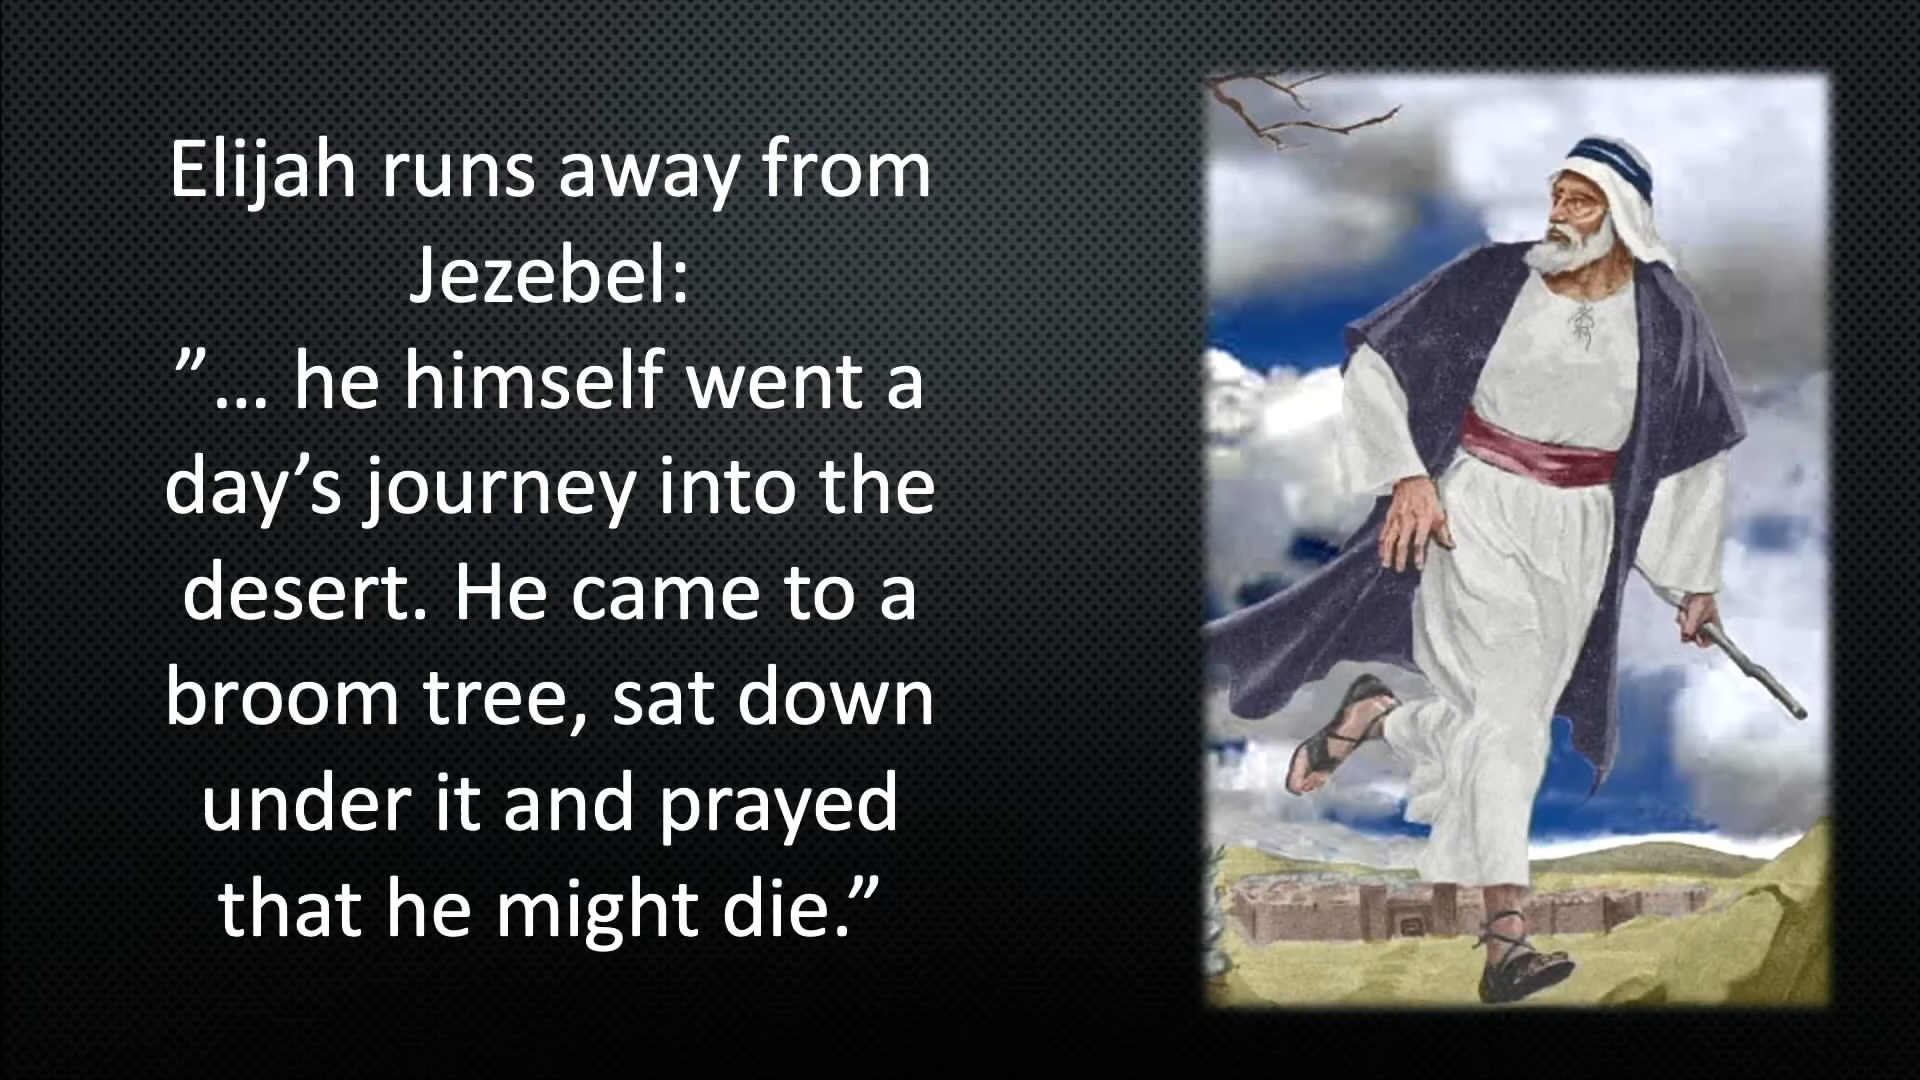 Elijah runs away from
Jezebel:
”… he himself went a
day’s journey into the
desert. He came to a
broom tree, sat down
under it and prayed
that he might die.”